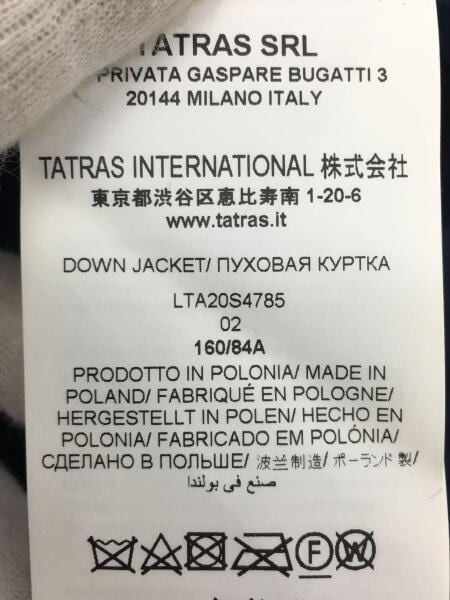 TATRAS SRL
PRIVATA GASPARE BUGATTI 3
20144 MILANO ITALY
TATRAS INTERNATIONAL 株式会社
東京都渋谷区恵比寿南 1-20-6
www.tatras.it
DOWN JACKET/ ПУХОВАЯ КУРТКА
LTA20S4785
02
160/84A
PRODOTTO IN POLONIA/ MADE IN
POLAND/ FABRIQUÉ EN POLOGNE/
HERGESTELLT IN POLEN/ HECHO EN
POLONIA/ FABRICADO EM POLÓNIA/
СДЕЛАНО В ПОЛЬШЕ/ 波兰制造/ ポーランド製/
صنع في بولندا
F
W